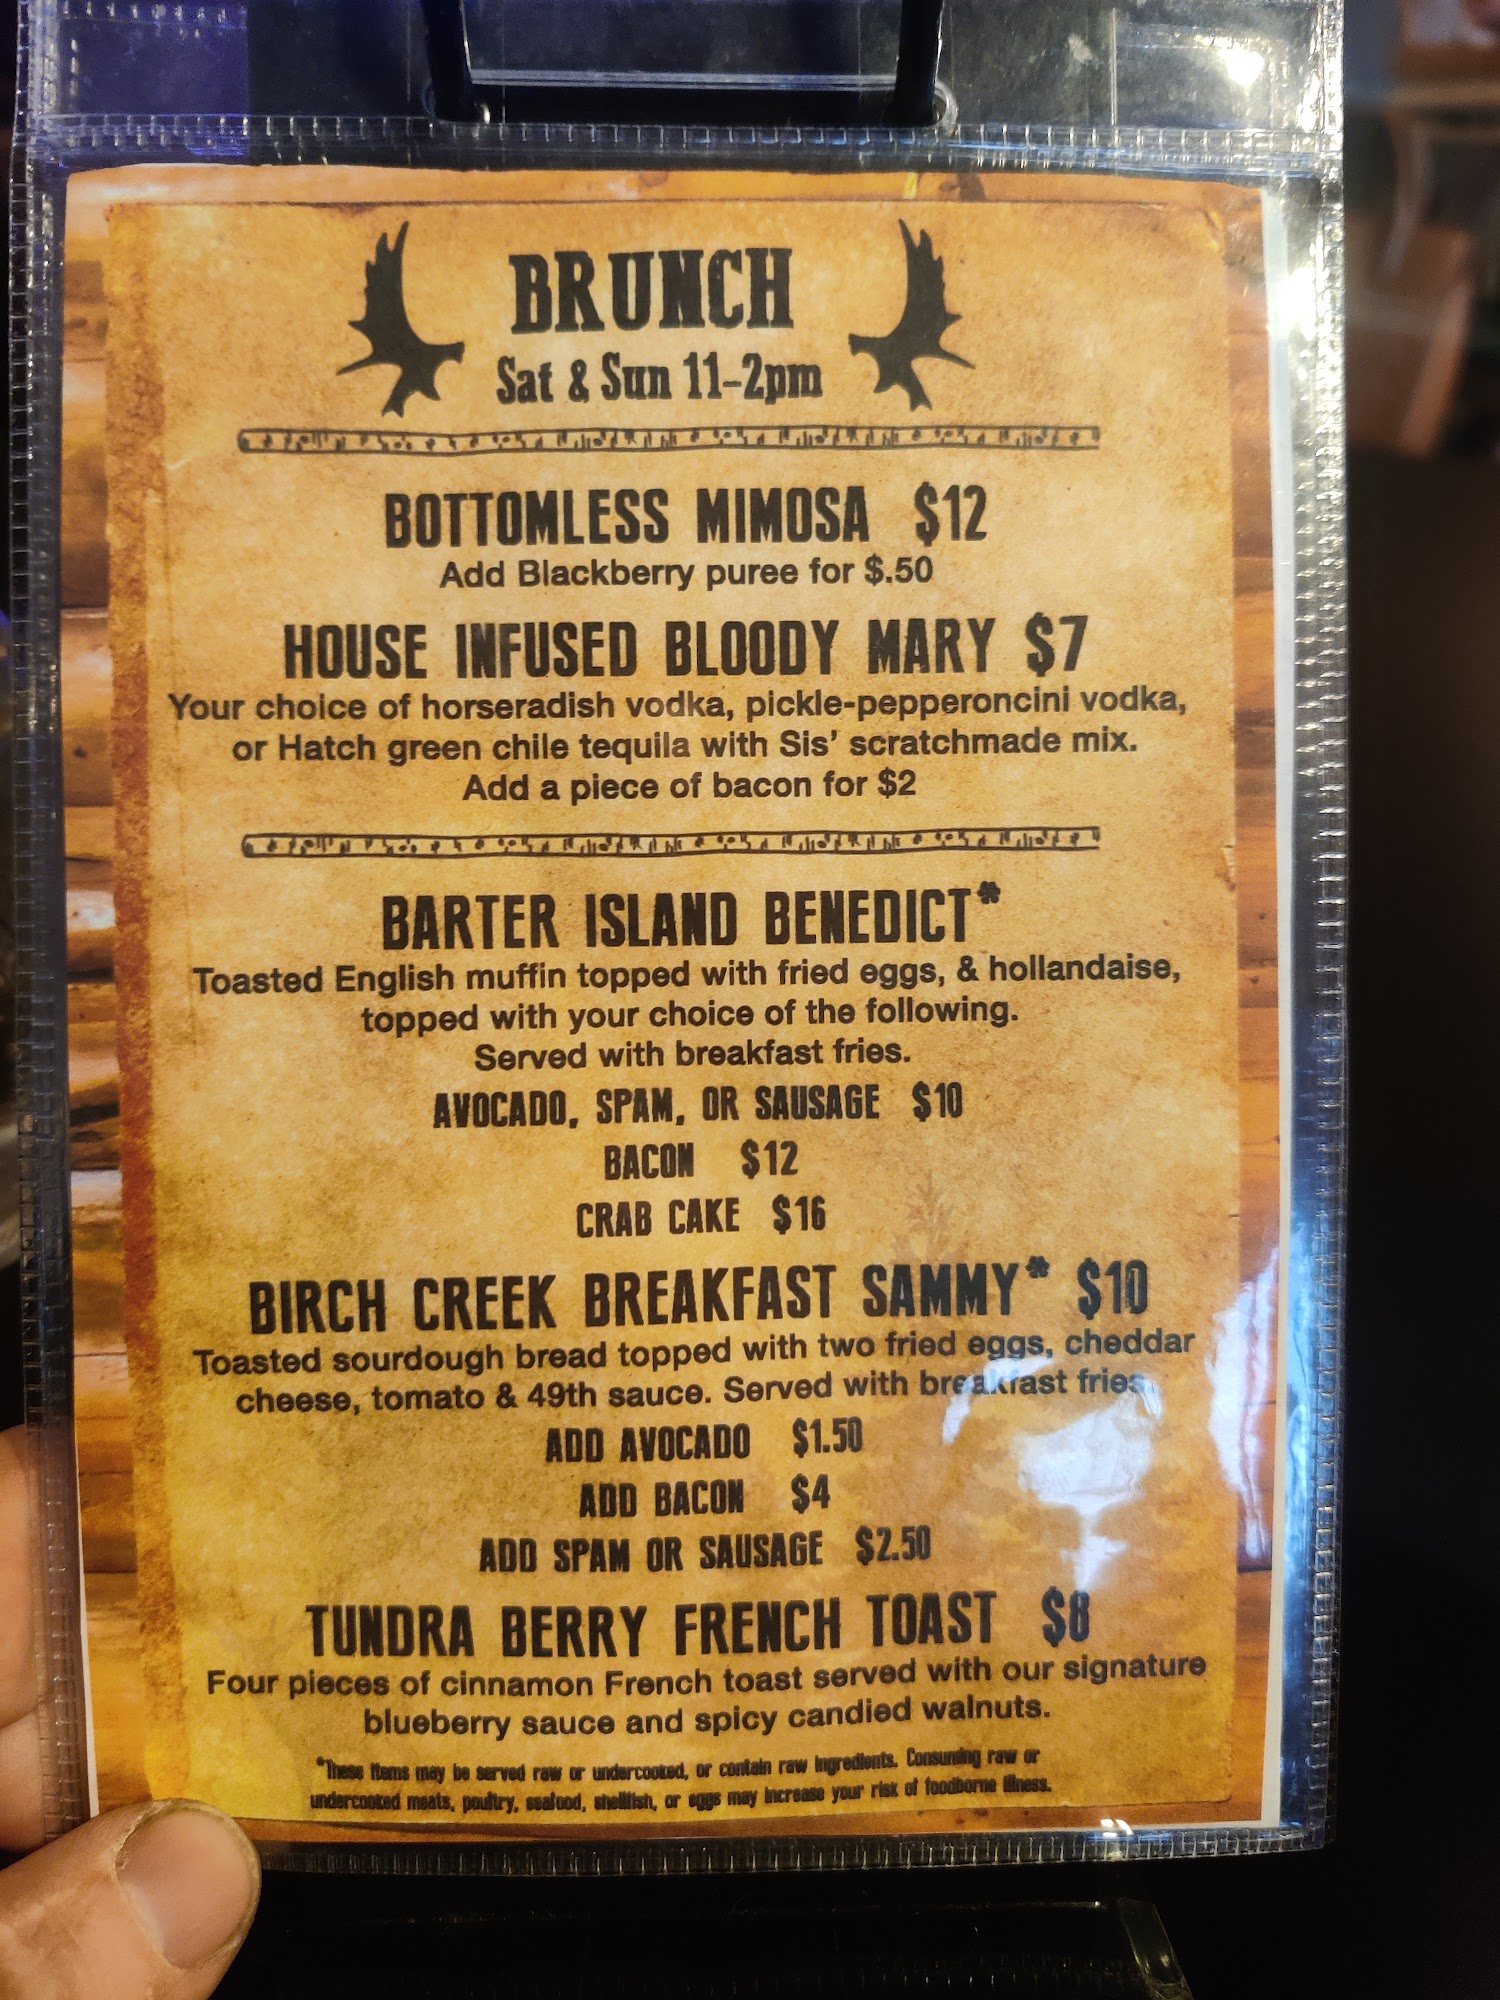 BRUNCH
Sat & Sun 11-2pm
BOTTOMLESS MIMOSA $12
Add Blackberry puree for $.50
HOUSE INFUSED BLOODY MARY $7
Your choice of horseradish vodka, pickle-pepperoncini vodka,
or Hatch green chile tequila with Sis' scratchmade mix.
Add a piece of bacon for $2
BARTER ISLAND BENEDICT*
Toasted English muffin topped with fried eggs, & hollandaise,
topped with your choice of the following.
Served with breakfast fries.
AVOCADO, SPAM, OR SAUSAGE $10
BACON $12
CRAB CAKE $16
BIRCH CREEK BREAKFAST SAMMY* $10
Toasted sourdough bread topped with two fried eggs, cheddar
cheese, tomato & 49th sauce. Served with breakfast fries.
ADD AVOCADO $1.50
ADD BACON $4
ADD SPAM OR SAUSAGE $2.50
TUNDRA BERRY FRENCH TOAST $8
Four pieces of cinnamon French toast served with our signature
blueberry sauce and spicy candied walnuts.
*These items may be served raw or undercooked, or contain raw ingredients. Consuming raw or
undercooked meats, poultry, seafood, shellfish, or eggs may increase your risk of foodborne illness.